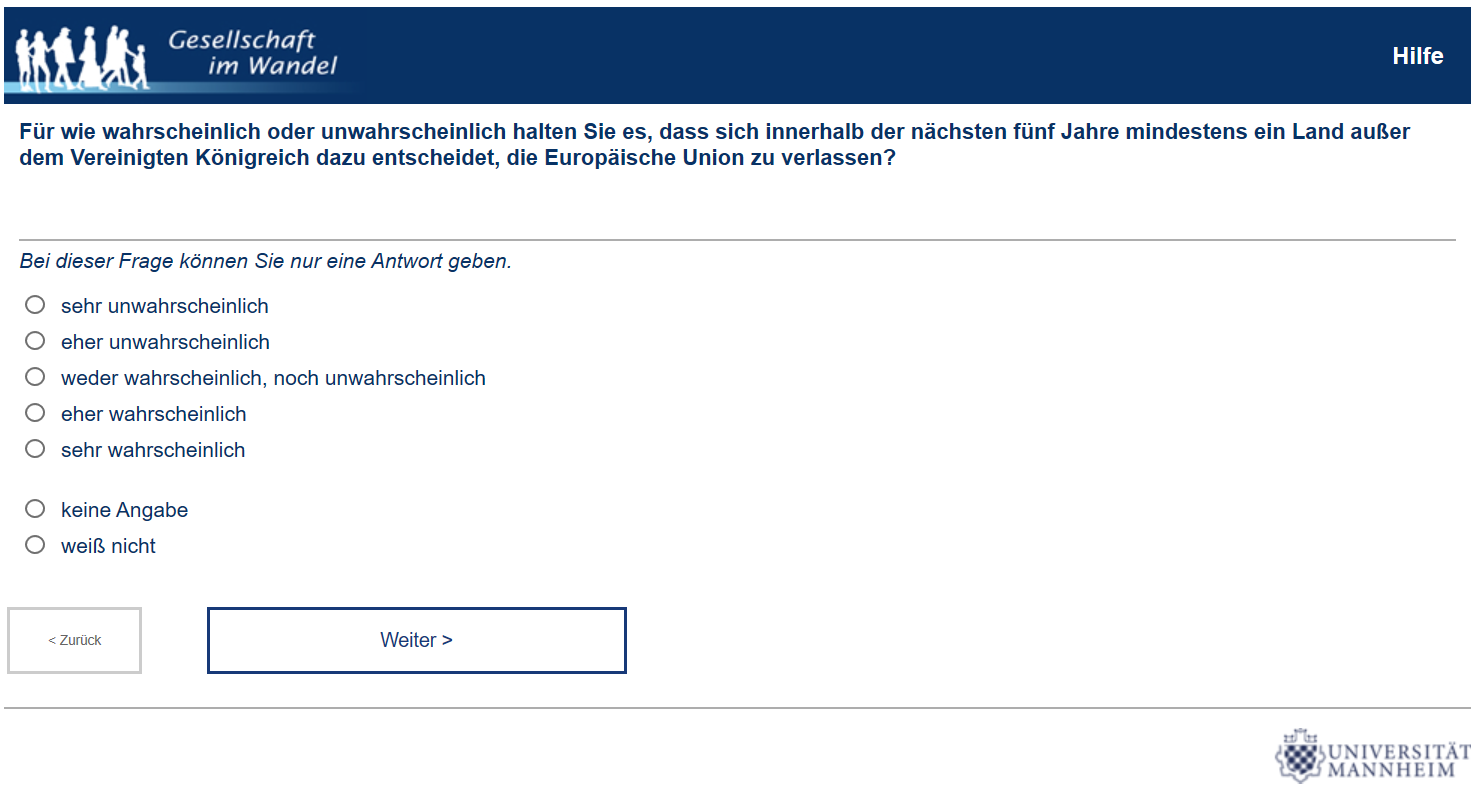 Gesellschaft
im Wandel
Hilfe
Für wie wahrscheinlich oder unwahrscheinlich halten Sie es, dass sich innerhalb der nächsten fünf Jahre mindestens ein Land außer
dem Vereinigten Königreich dazu entscheidet, die Europäische Union zu verlassen?
Bei dieser Frage können Sie nur eine Antwort geben.
sehr unwahrscheinlich
eher unwahrscheinlich
weder wahrscheinlich, noch unwahrscheinlich
eher wahrscheinlich
sehr wahrscheinlich
keine Angabe
weiß nicht
< Zurück
Weiter >
UNIVERSITÄT
MANNHEIM